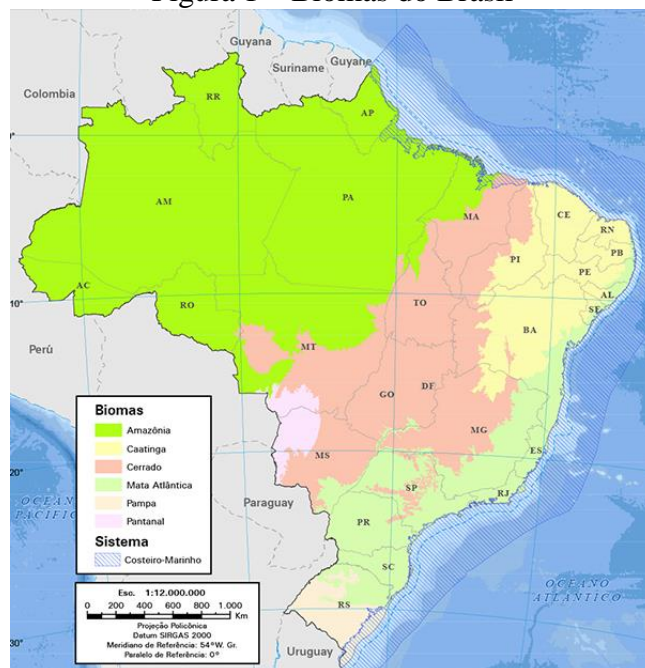 Figura 1 – Biomas do Brasil
Guyana
Suriname
Guyane
Colombia
RR
AP
0°
AM
PA
MA
CE
RN
PB
PI
PE
AL
SE
AC
10°
RO
TO
BA
Perú
MT
GO
DF
MG
ES
MS
20°
SP
RJ
Paraguay
PR
SC
RS
30°
Uruguay
OCEANO
PACÍFICO
OCEANO
ATLÂNTICO
Biomas
Amazônia
Caatinga
Cerrado
Mata Atlântica
Pampa
Pantanal
Sistema
Costeiro-Marinho
Esc. 1:12.000.000
0 200 400 600 800 1.000
Km
Projeção Policônica
Datum SIRGAS 2000
Meridiano de Referência: 54°W. Gr.
Paralelo de Referência: 0°